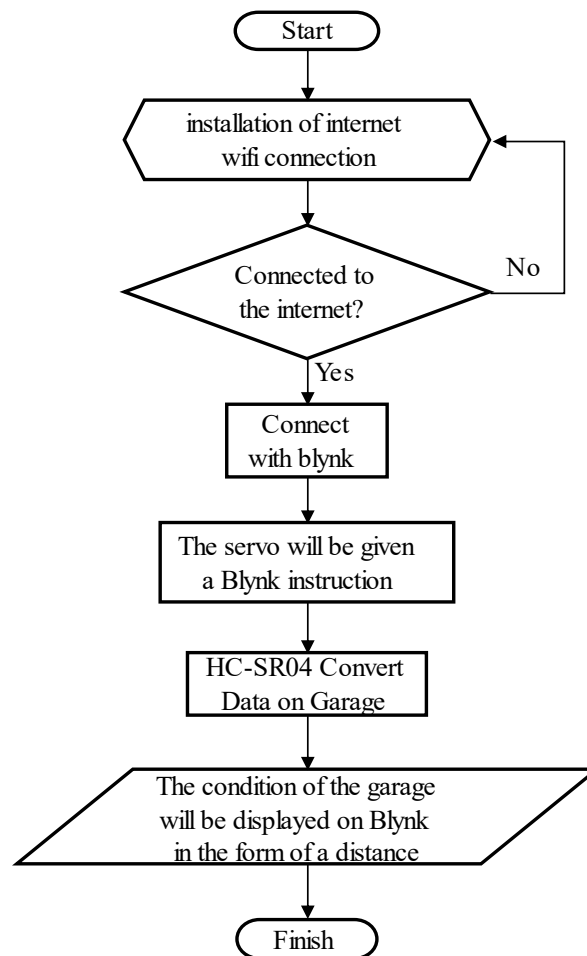 Start
installation of internet
wifi connection
Connected to
the internet?
No
Yes
Connect
with blynk
The servo will be given
a Blynk instruction
HC-SR04 Convert
Data on Garage
The condition of the garage
will be displayed on Blynk
in the form of a distance
Finish